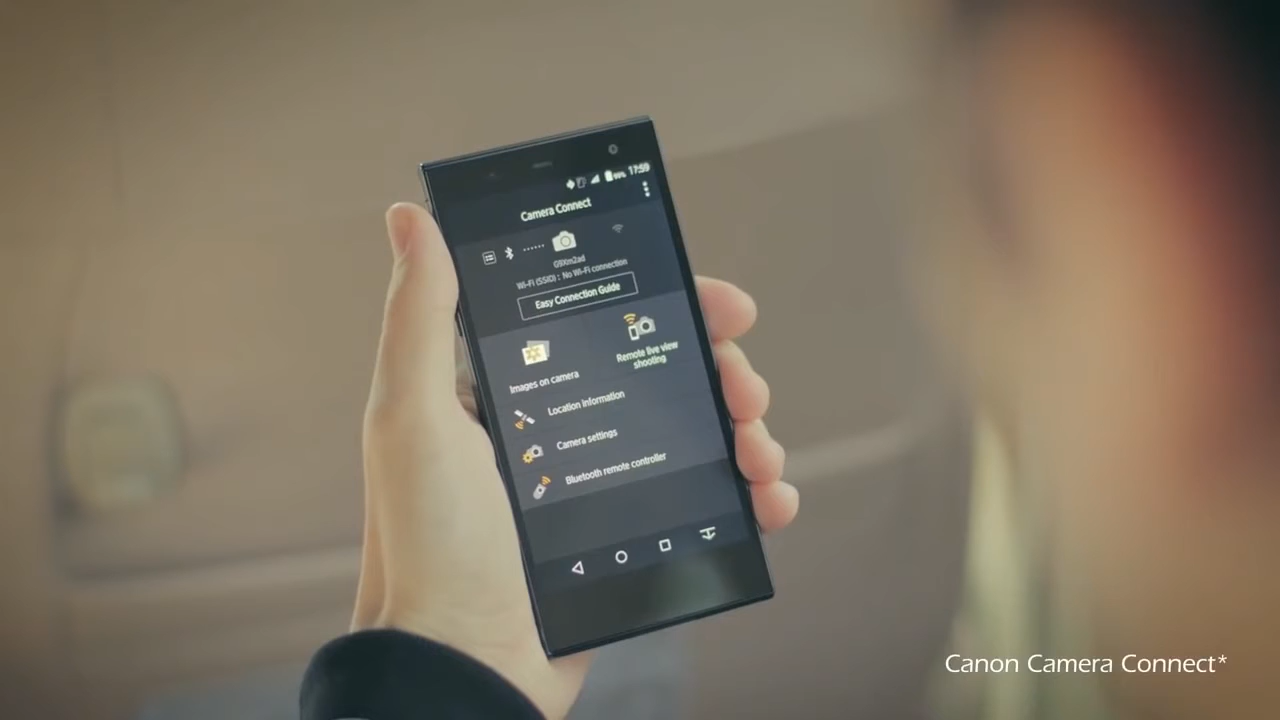 17:59
Camera Connect
G9Xm2ad
Wi-Fi (SSID) : No Wi-Fi connection
Easy Connection Guide
Images on camera
Remote live view
shooting
Location information
Camera settings
Bluetooth remote controller
Canon Camera Connect*